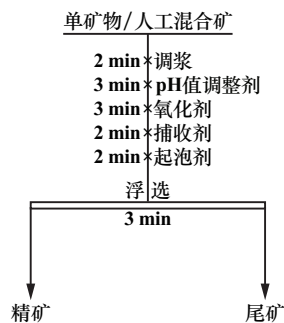 单矿物/人工混合矿
2 min×调浆
3 min×pH值调整剂
3 min×氧化剂
2 min×捕收剂
2 min×起泡剂
浮选
3 min
精矿 尾矿